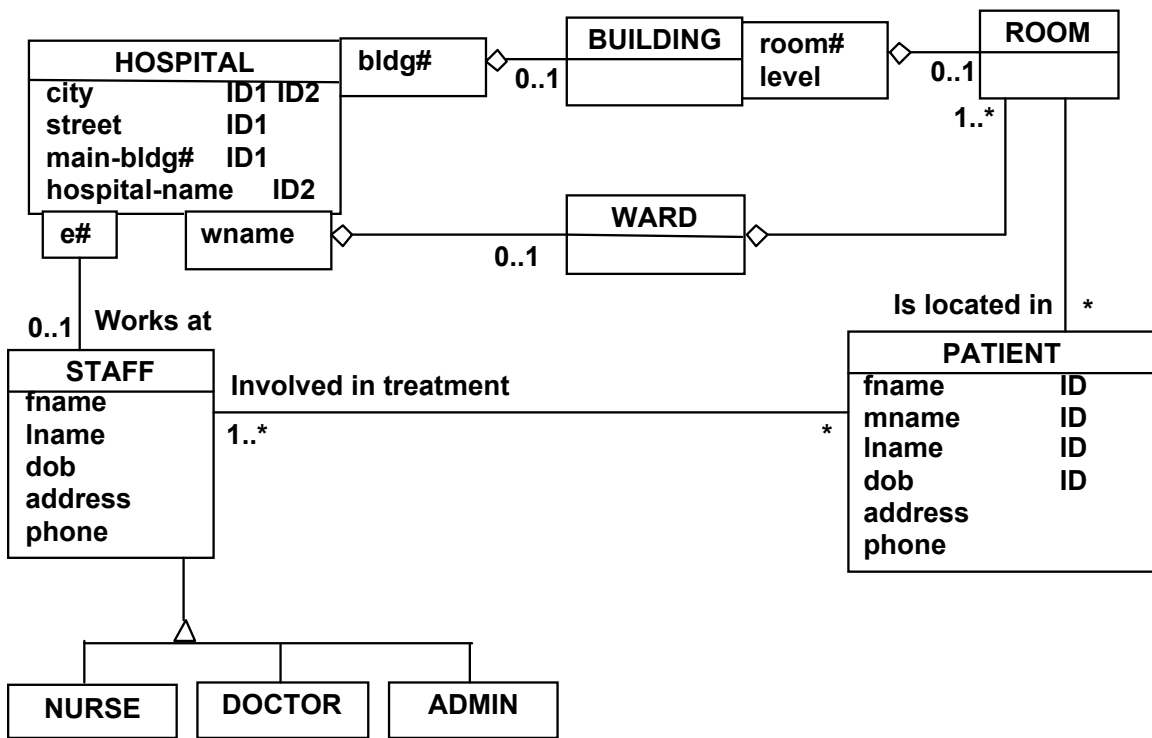 HOSPITAL
city ID1 ID2
street ID1
main-bldg# ID1
hospital-name ID2
bldg#
0..1
BUILDING
room#
level
0..1
ROOM
1..*
e#
wname
0..1
WARD
0..1 Works at
Is located in *
STAFF
fname
lname
dob
address
phone
Involved in treatment
1..* *
PATIENT
fname ID
mname ID
lname ID
dob ID
address
phone
NURSE
DOCTOR
ADMIN